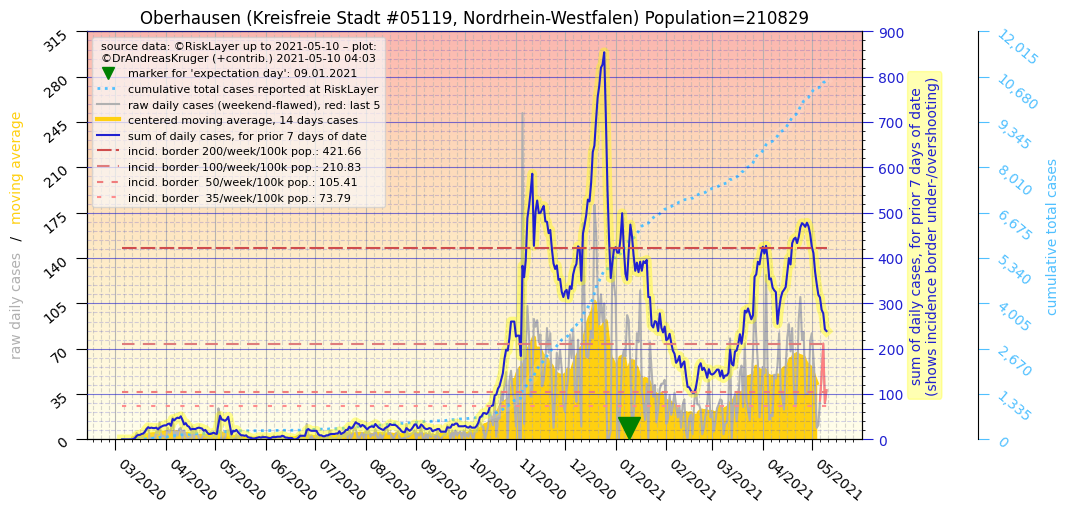 Oberhausen (Kreisfreie Stadt #05119, Nordrhein-Westfalen) Population=210829
source data: ©RiskLayer up to 2021-05-10 – plot:
©DrAndreasKruger (+contrib.) 2021-05-10 04:03
marker for 'expectation day': 09.01.2021
cumulative total cases reported at RiskLayer
raw daily cases (weekend-flawed), red: last 5
centered moving average, 14 days cases
sum of daily cases, for prior 7 days of date
incid. border 200/week/100k pop.: 421.66
incid. border 100/week/100k pop.: 210.83
incid. border  50/week/100k pop.: 105.41
incid. border  35/week/100k pop.: 73.79
raw daily cases / moving average
315
280
245
210
175
140
105
70
35
0
03/2020
04/2020
05/2020
06/2020
07/2020
08/2020
09/2020
10/2020
11/2020
12/2020
01/2021
02/2021
03/2021
04/2021
05/2021
900
800
700
600
500
400
300
200
100
0
sum of daily cases, for prior 7 days of date
(shows incidence border under-/overshooting)
12,015
10,680
9,345
8,010
6,675
5,340
4,005
2,670
1,335
0
cumulative total cases